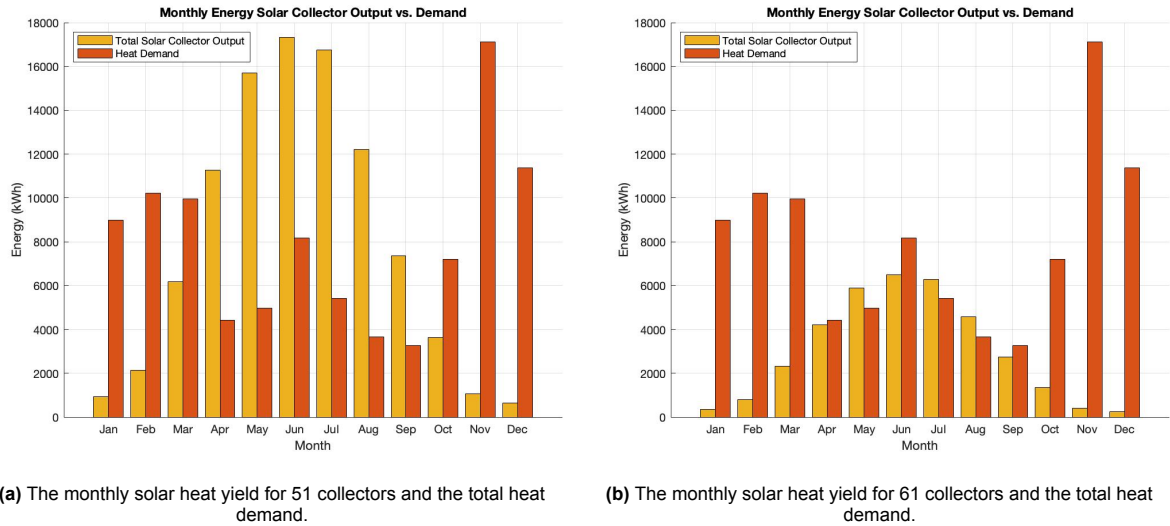 Monthly Energy Solar Collector Output vs. Demand
18000
16000
14000
12000
10000
8000
6000
4000
2000
0
Energy (kWh)
Total Solar Collector Output
Heat Demand
Jan Feb Mar Apr May Jun Jul Aug Sep Oct Nov Dec
Month
(a) The monthly solar heat yield for 51 collectors and the total heat
demand.
Monthly Energy Solar Collector Output vs. Demand
18000
16000
14000
12000
10000
8000
6000
4000
2000
0
Energy (kWh)
Total Solar Collector Output
Heat Demand
Jan Feb Mar Apr May Jun Jul Aug Sep Oct Nov Dec
Month
(b) The monthly solar heat yield for 61 collectors and the total heat
demand.